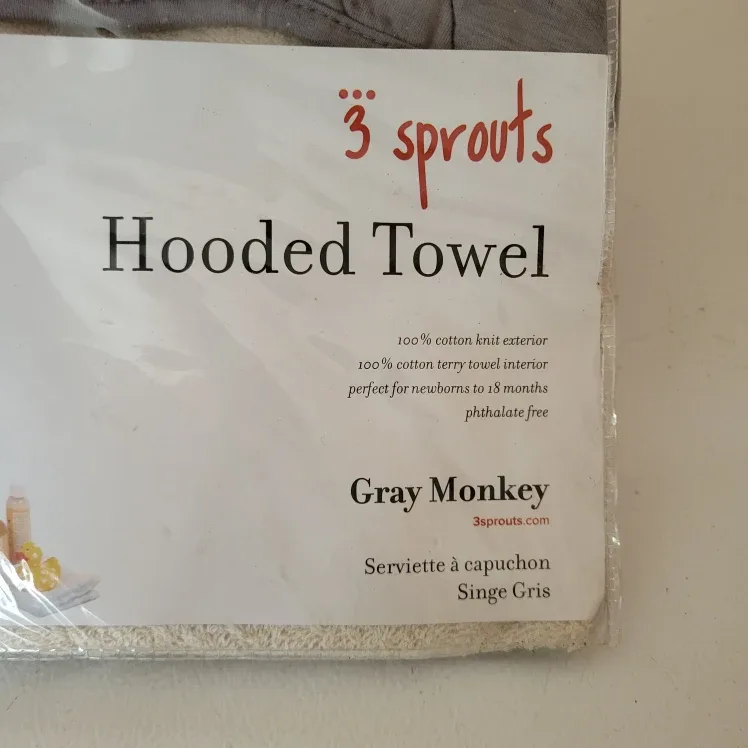 3 sprouts
Hooded Towel
100% cotton knit exterior
100% cotton terry towel interior
perfect for newborns to 18 months
phthalate free
Gray Monkey
3sprouts.com
Serviette à capuchon
Singe Gris